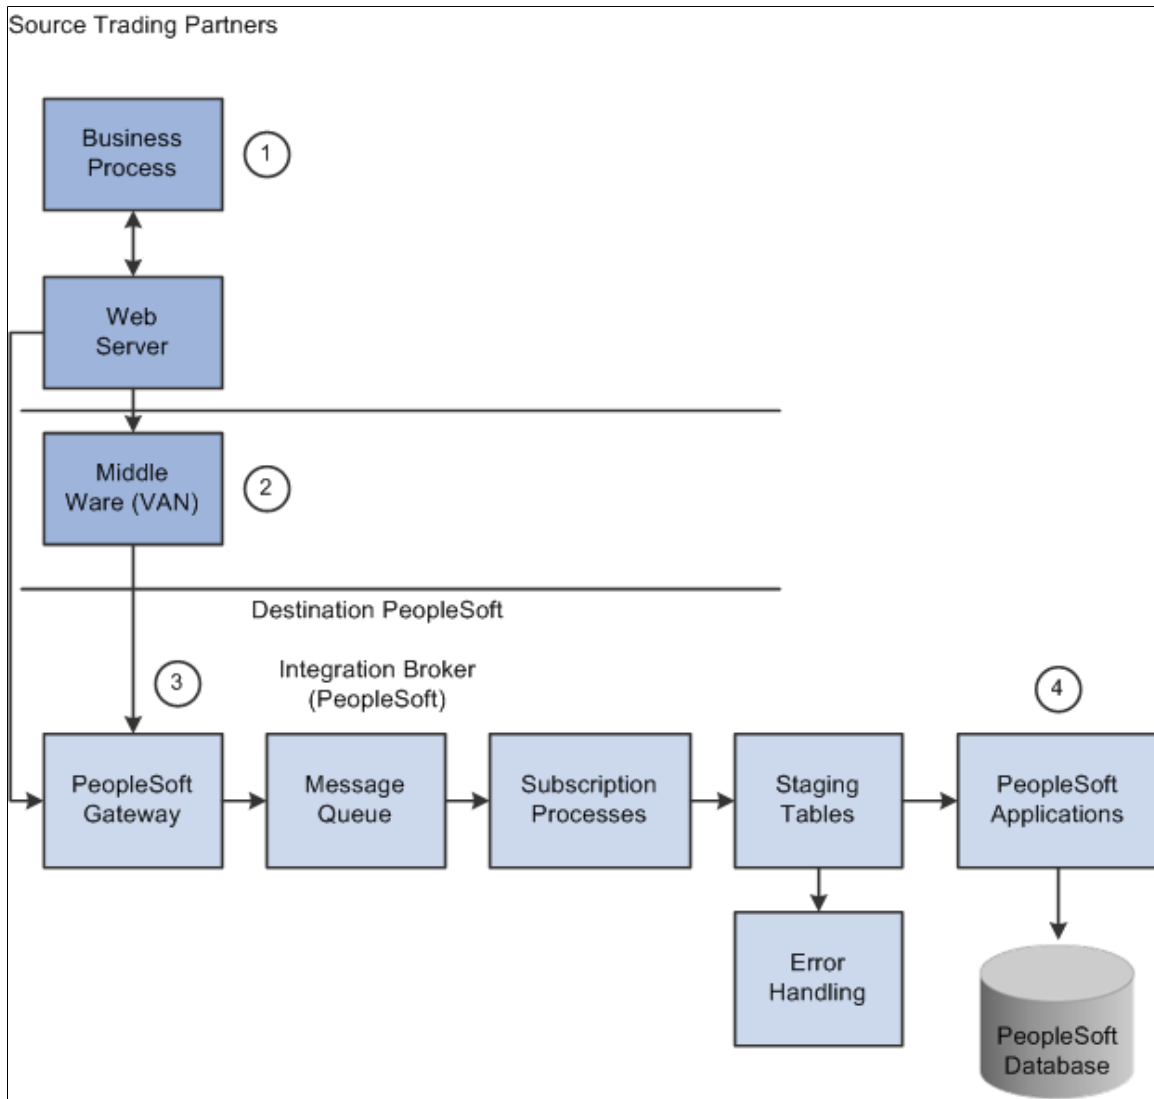 Source Trading Partners
Business
Process
1
Web
Server
Middle
Ware (VAN)
2
Destination PeopleSoft
3
Integration Broker
(PeopleSoft)
4
PeopleSoft
Gateway
Message
Queue
Subscription
Processes
Staging
Tables
PeopleSoft
Applications
Error
Handling
PeopleSoft
Database